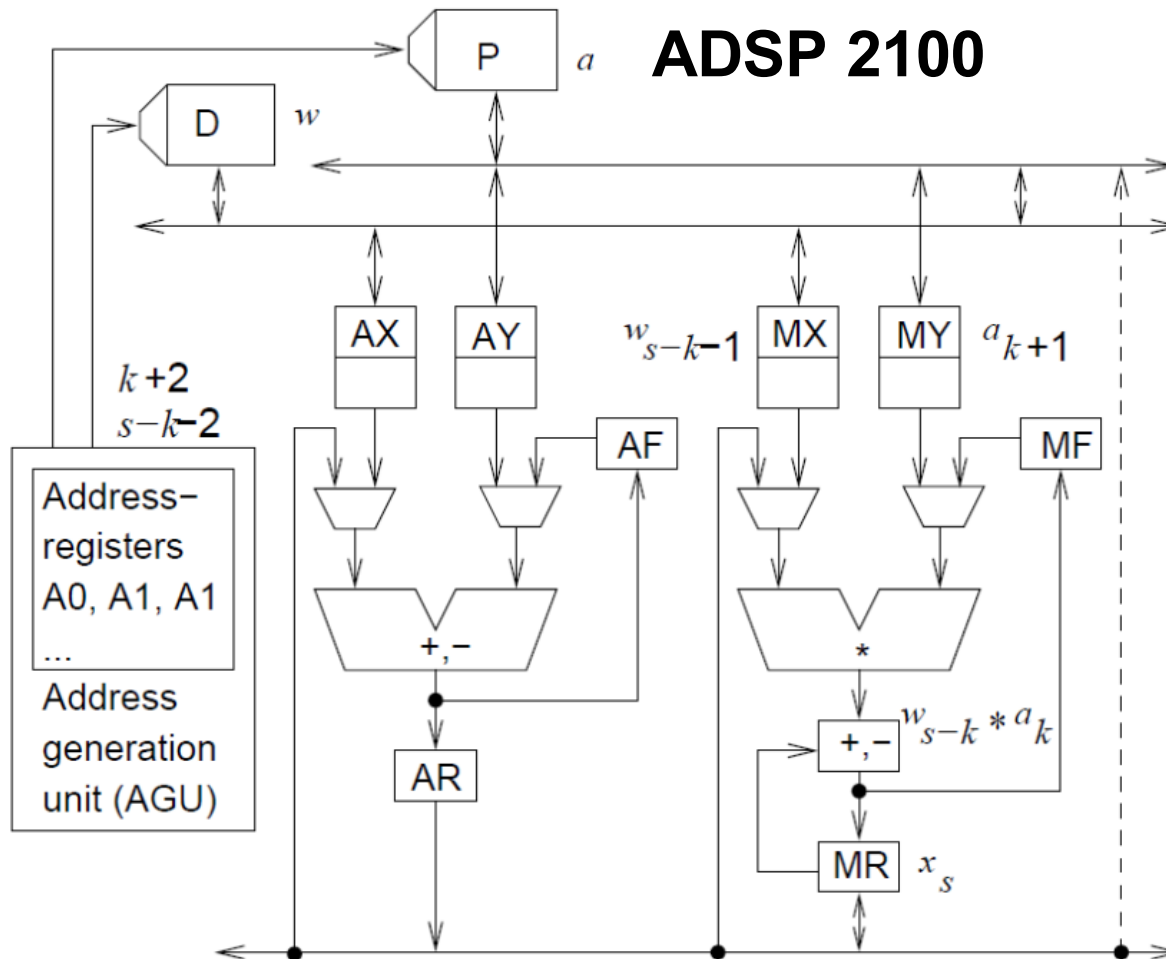 ADSP 2100
P
a
D
w
AX
AY
w s−k−1
MX
MY
a k+1
k+2
s−k−2
AF
MF
Address−
registers
A0, A1, A1
...
Address
generation
unit (AGU)
+,−
*
+,−
w s−k * a k
AR
MR
x s